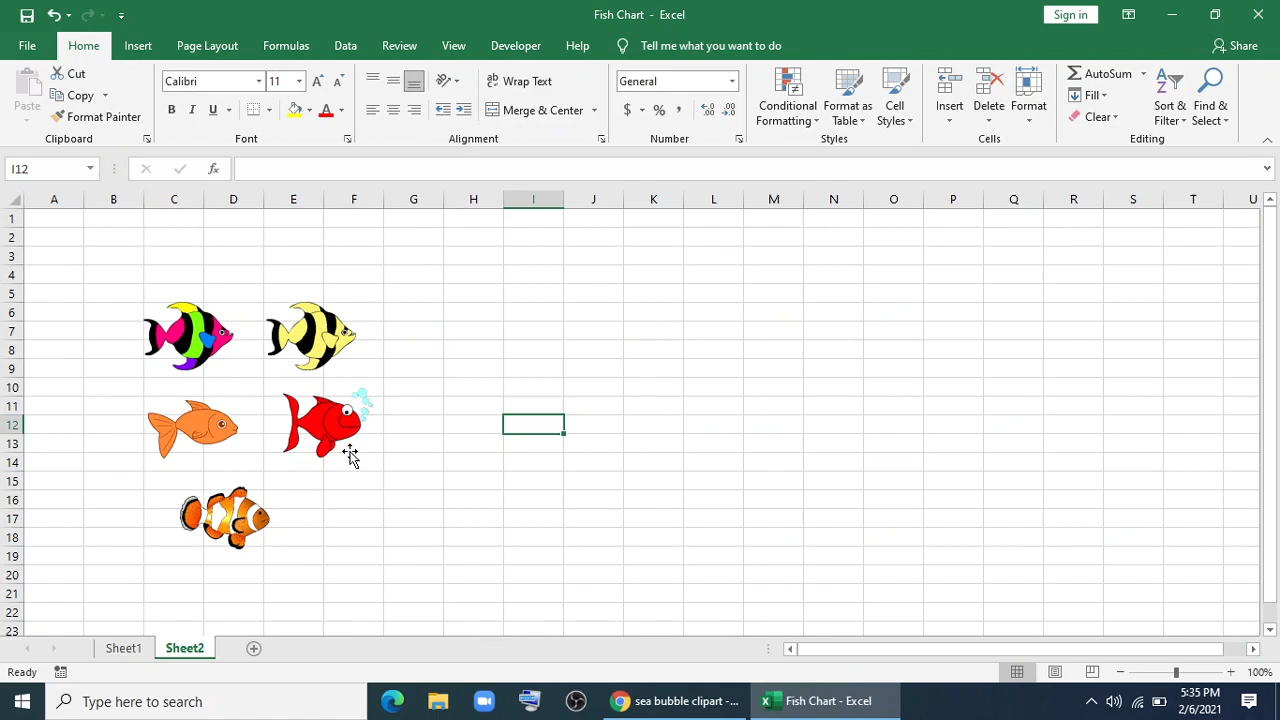 Fish Chart - Excel
Sign in
File Home Insert Page Layout Formulas Data Review View Developer Help Tell me what you want to do Share
Paste
Cut
Copy
Format Painter
Clipboard
Calibri 11
B I U
Font
Wrap Text
Merge & Center
Alignment
General
$ % ,
Number
Conditional Formatting
Format as Table
Cell Styles
Styles
Insert Delete Format
Cells
AutoSum
Fill
Clear
Sort & Filter
Find & Select
Editing
I12 fx
A B C D E F G H I J K L M N O P Q R S T U
1
2
3
4
5
6
7
8
9
10
11
12
13
14
15
16
17
18
19
20
21
22
23
Sheet1 Sheet2
Ready 100%
Type here to search
sea bubble clipart -...
Fish Chart - Excel
5:35 PM
2/6/2021